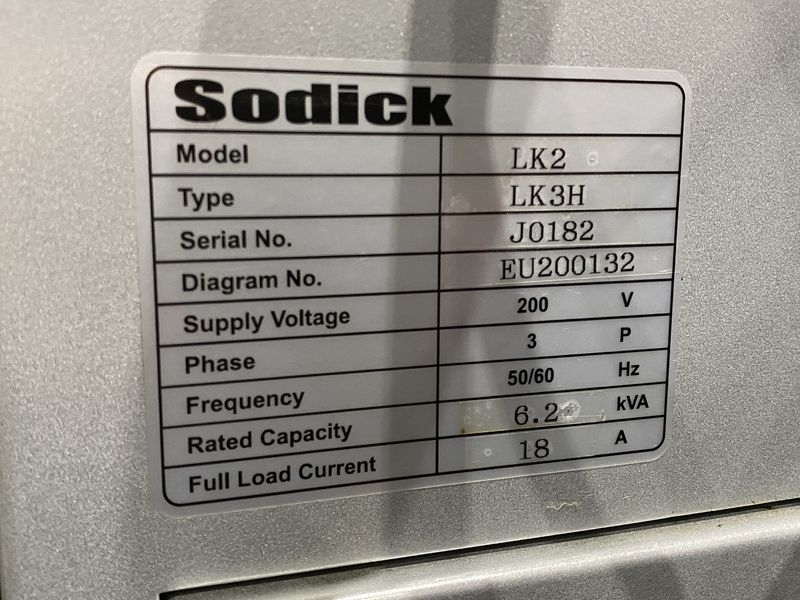 Sodick
Model LK2
Type LK3H
Serial No. J0182
Diagram No. EU200132
Supply Voltage 200 V
Phase 3 P
Frequency 50/60 Hz
Rated Capacity 6.2 kVA
Full Load Current 18 A